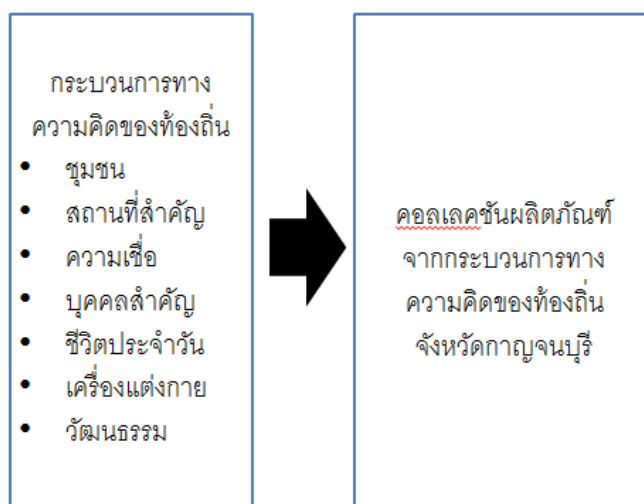 กระบวนการทาง
ความคิดของท้องถิ่น
• ชุมชน
• สถานที่สำคัญ
• ความเชื่อ
• บุคคลสำคัญ
• ชีวิตประจำวัน
• เครื่องแต่งกาย
• วัฒนธรรม
คอลเลคชันผลิตภัณฑ์
จากกระบวนการทาง
ความคิดของท้องถิ่น
จังหวัดกาญจนบุรี